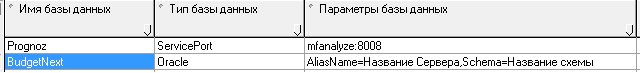 Имя базы данных Тип базы данных Параметры базы данных
Prognoz ServicePort mfanalyze:8008
BudgetNext Oracle AliasName=Название Сервера,Schema=Название схемы